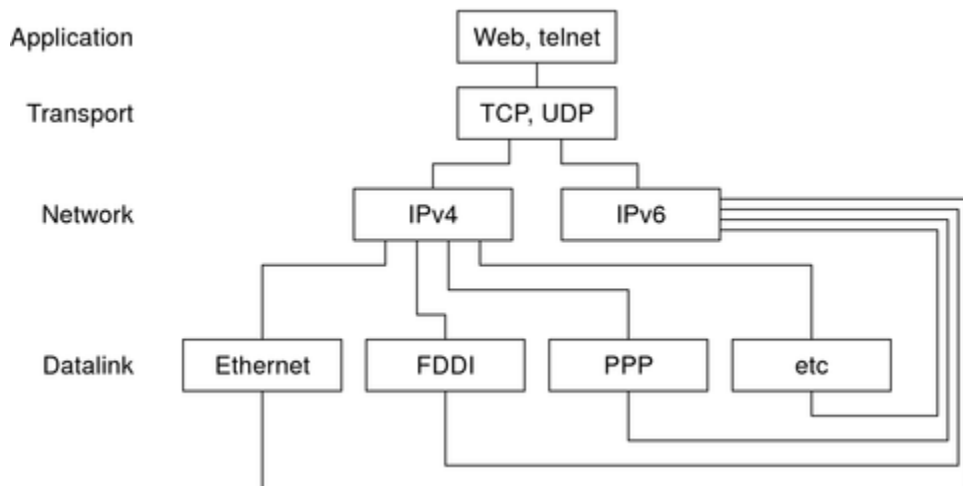 Application
Web, telnet
Transport
TCP, UDP
Network
IPv4
IPv6
Datalink
Ethernet
FDDI
PPP
etc